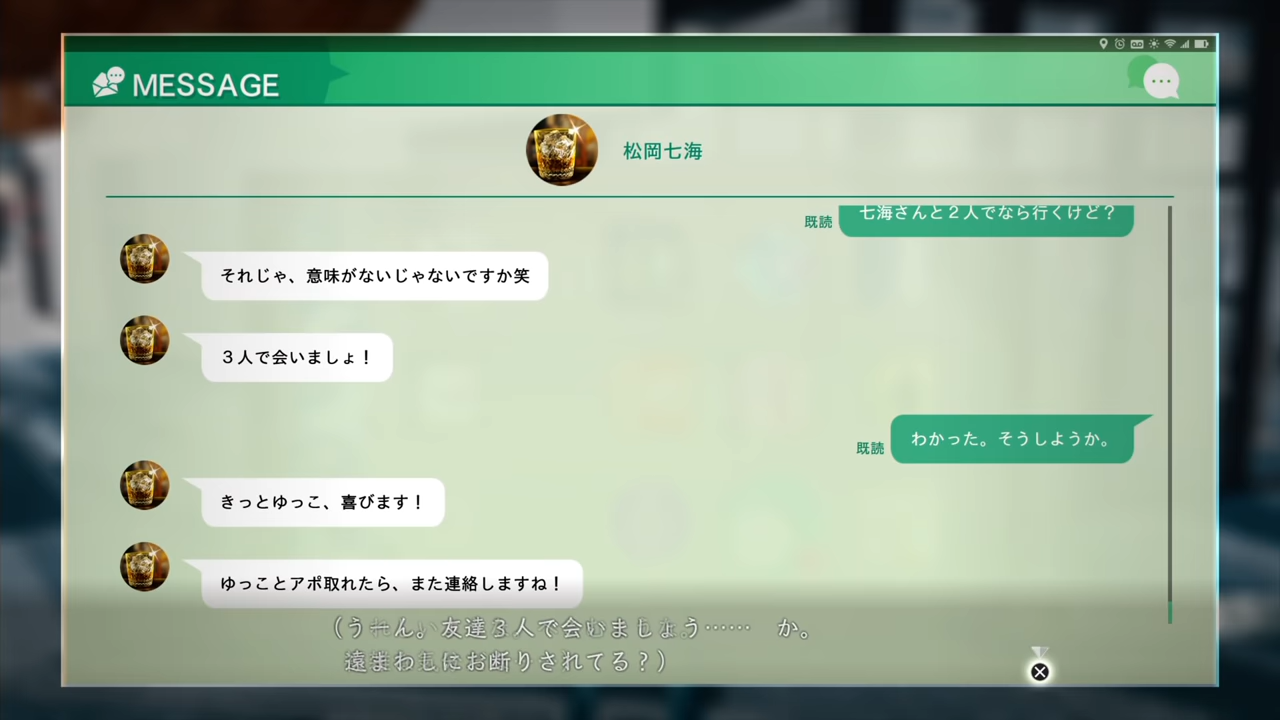 MESSAGE
松岡七海
七海さんと２人でなら行くけど？
既読
それじゃ、意味がないじゃないですか笑
３人で会いましょ！
わかった。そうしようか。
既読
きっとゆっこ、喜びます！
ゆっことアポ取れたら、また連絡しますね！
友達３人で会いましょう…… か。
遠まわしにお断りされてる？）